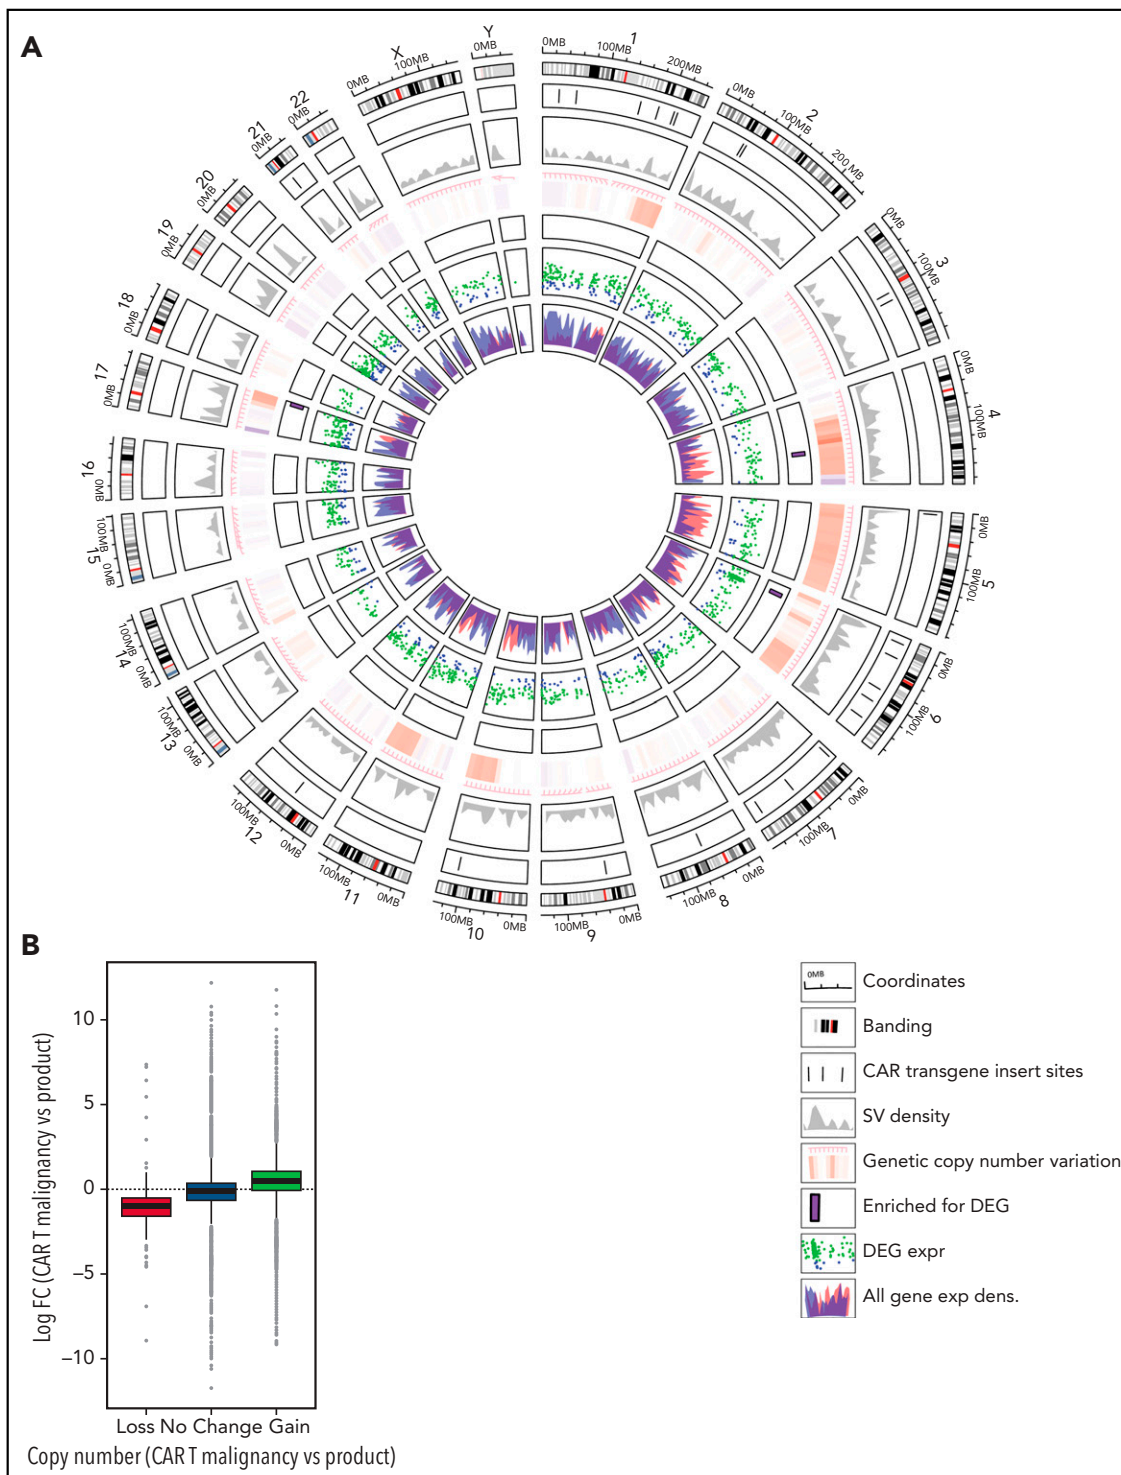 A
Y
0MB
1
0MB
100MB
200MB
2
0MB
100MB
200 MB
3
0MB
100MB
4
0MB
100MB
5
0MB
100MB
6
0MB
100MB
7
0MB
100MB
8
0MB
100MB
9
0MB
100MB
10
0MB
100MB
11
0MB
100MB
12
0MB
100MB
13
0MB
100MB
14
0MB
100MB
15
0MB
100MB
16
0MB
17
0MB
18
0MB
19
0MB
20
0MB
21
0MB
22
0MB
X
0MB
100MB
B
Log FC (CAR T malignancy vs product)
10
5
0
−5
−10
Loss No Change Gain
Copy number (CAR T malignancy vs product)
0MB
Coordinates
Banding
CAR transgene insert sites
SV density
Genetic copy number variation
Enriched for DEG
DEG expr
All gene exp dens.